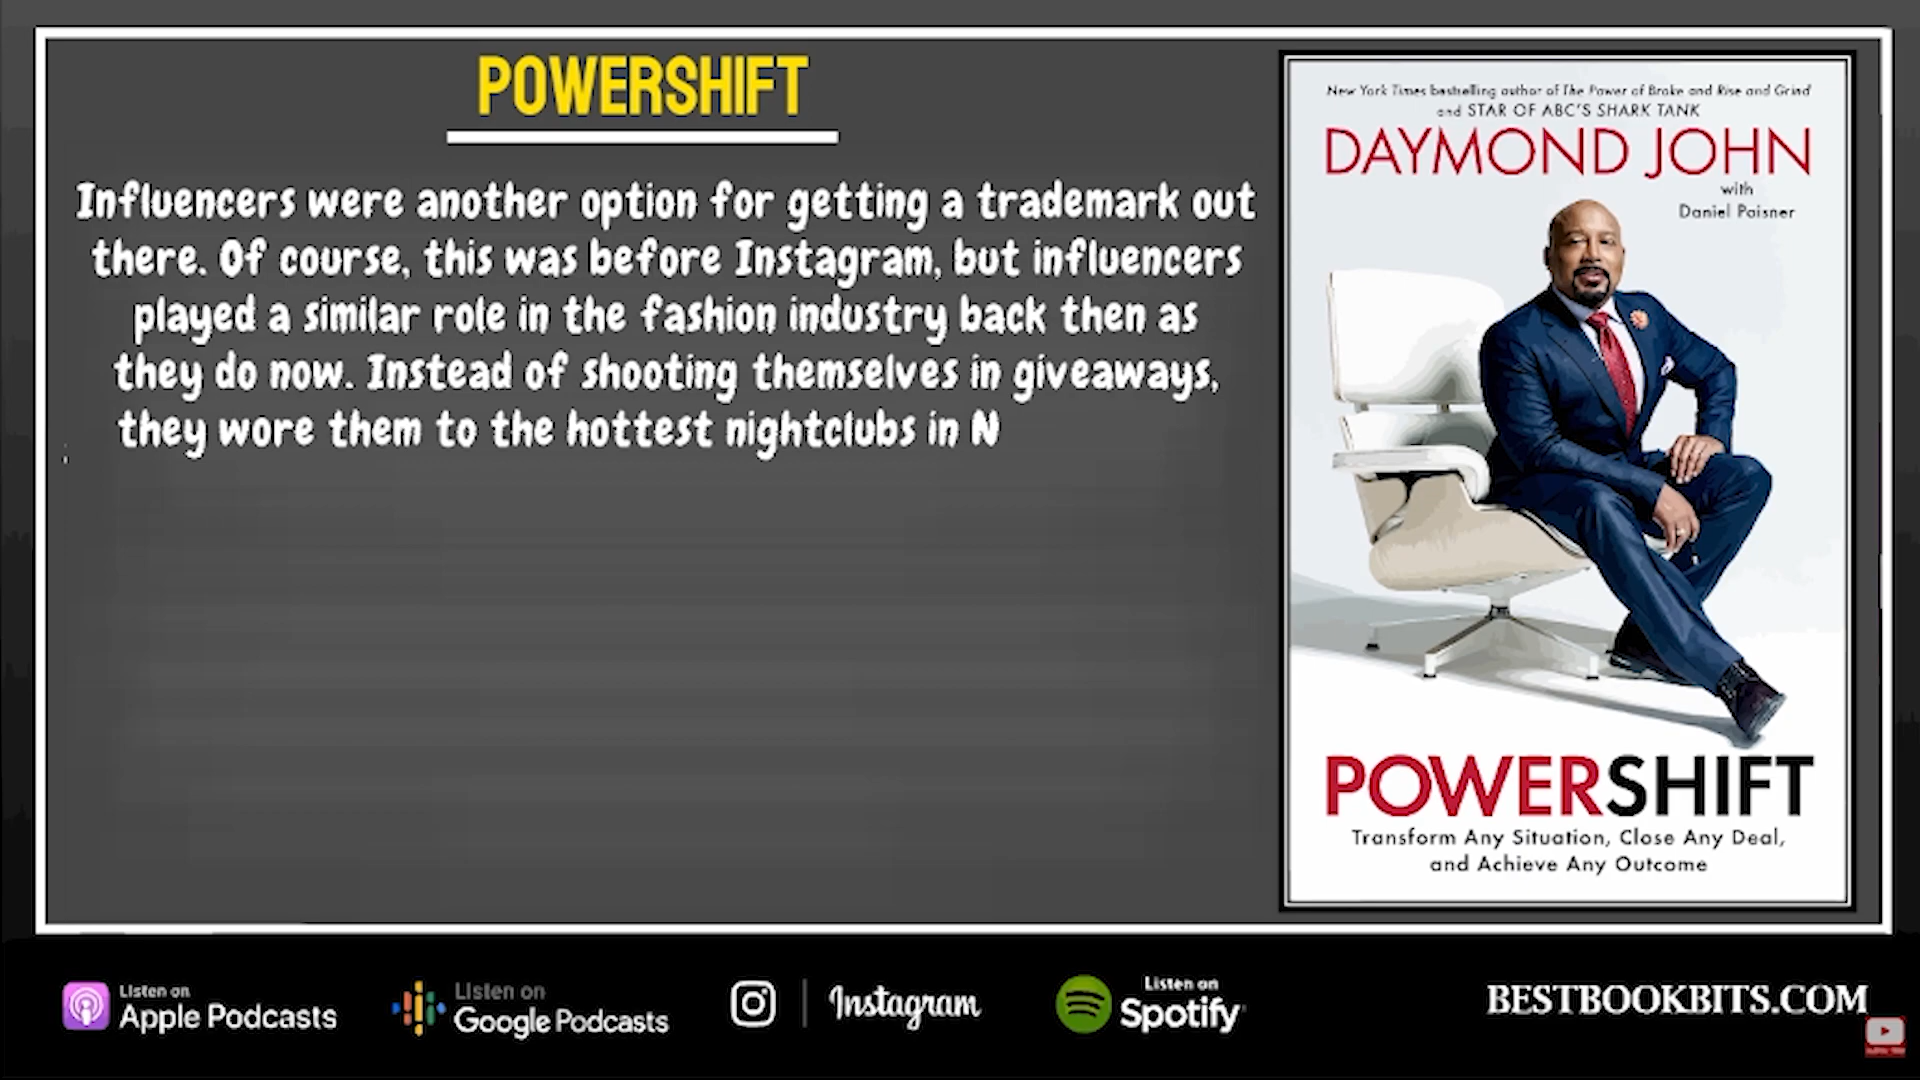 POWERSHIFT
Influencers were another option for getting a trademark out
there. Of course, this was before Instagram, but influencers
played a similar role in the fashion industry back then as
they do now. Instead of shooting themselves in giveaways,
they wore them to the hottest nightclubs in N
New York Times bestselling author of The Power of Broke and Rise and Grind
and STAR OF ABC'S SHARK TANK
DAYMOND JOHN
with
Daniel Paisner
POWERSHIFT
Transform Any Situation, Close Any Deal,
and Achieve Any Outcome
Listen on
Apple Podcasts
Listen on
Google Podcasts
Instagram
Listen on
Spotify
BESTBOOKBITS.COM